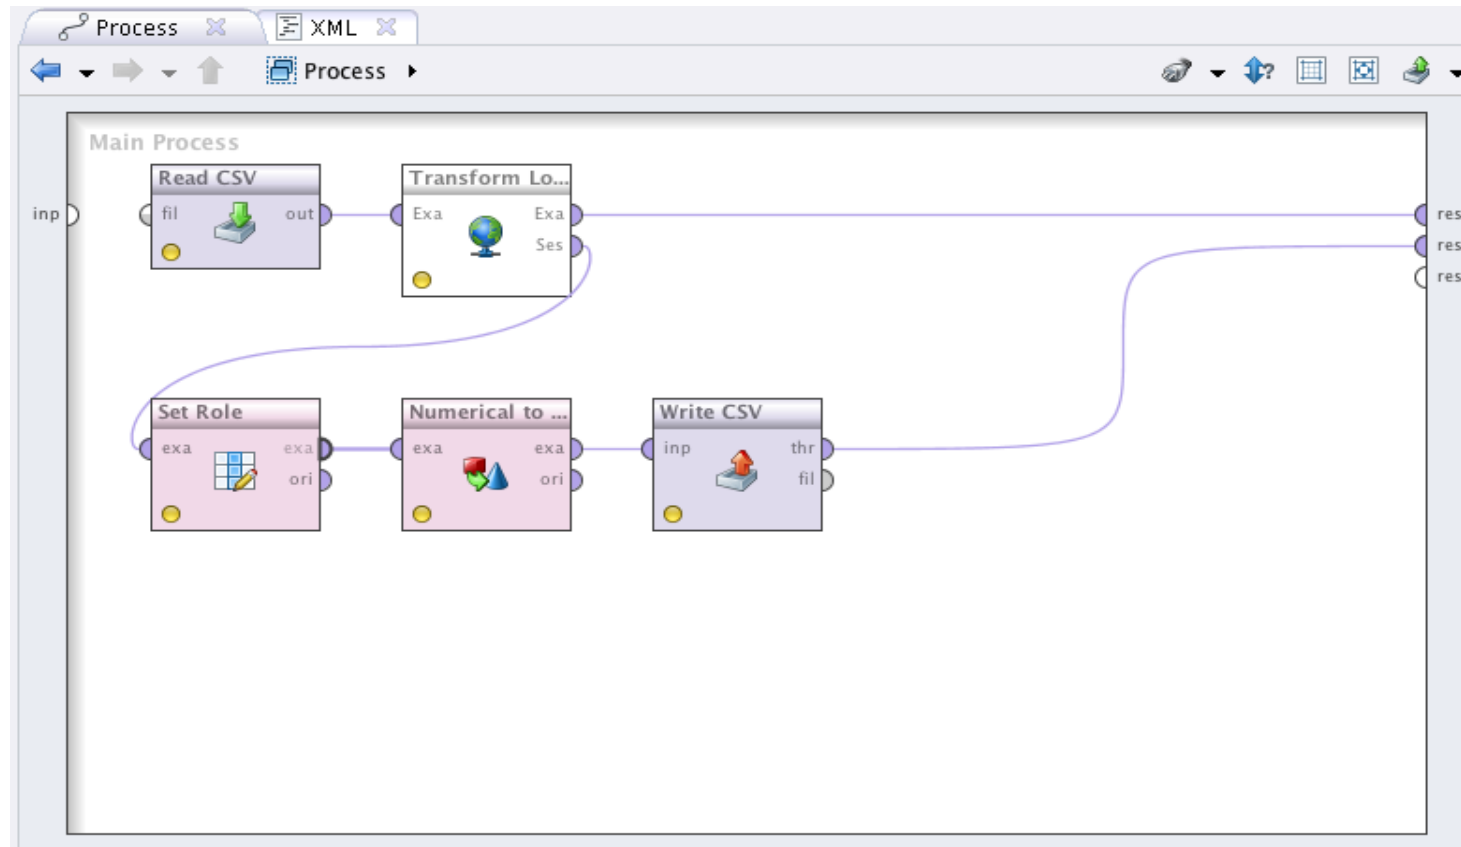 Process XML
Process
Main Process
Read CSV Transform Lo...
inp fil out Exa Exa res
Ses res
res
Set Role Numerical to ... Write CSV
exa exa exa exa inp thr
ori ori fil